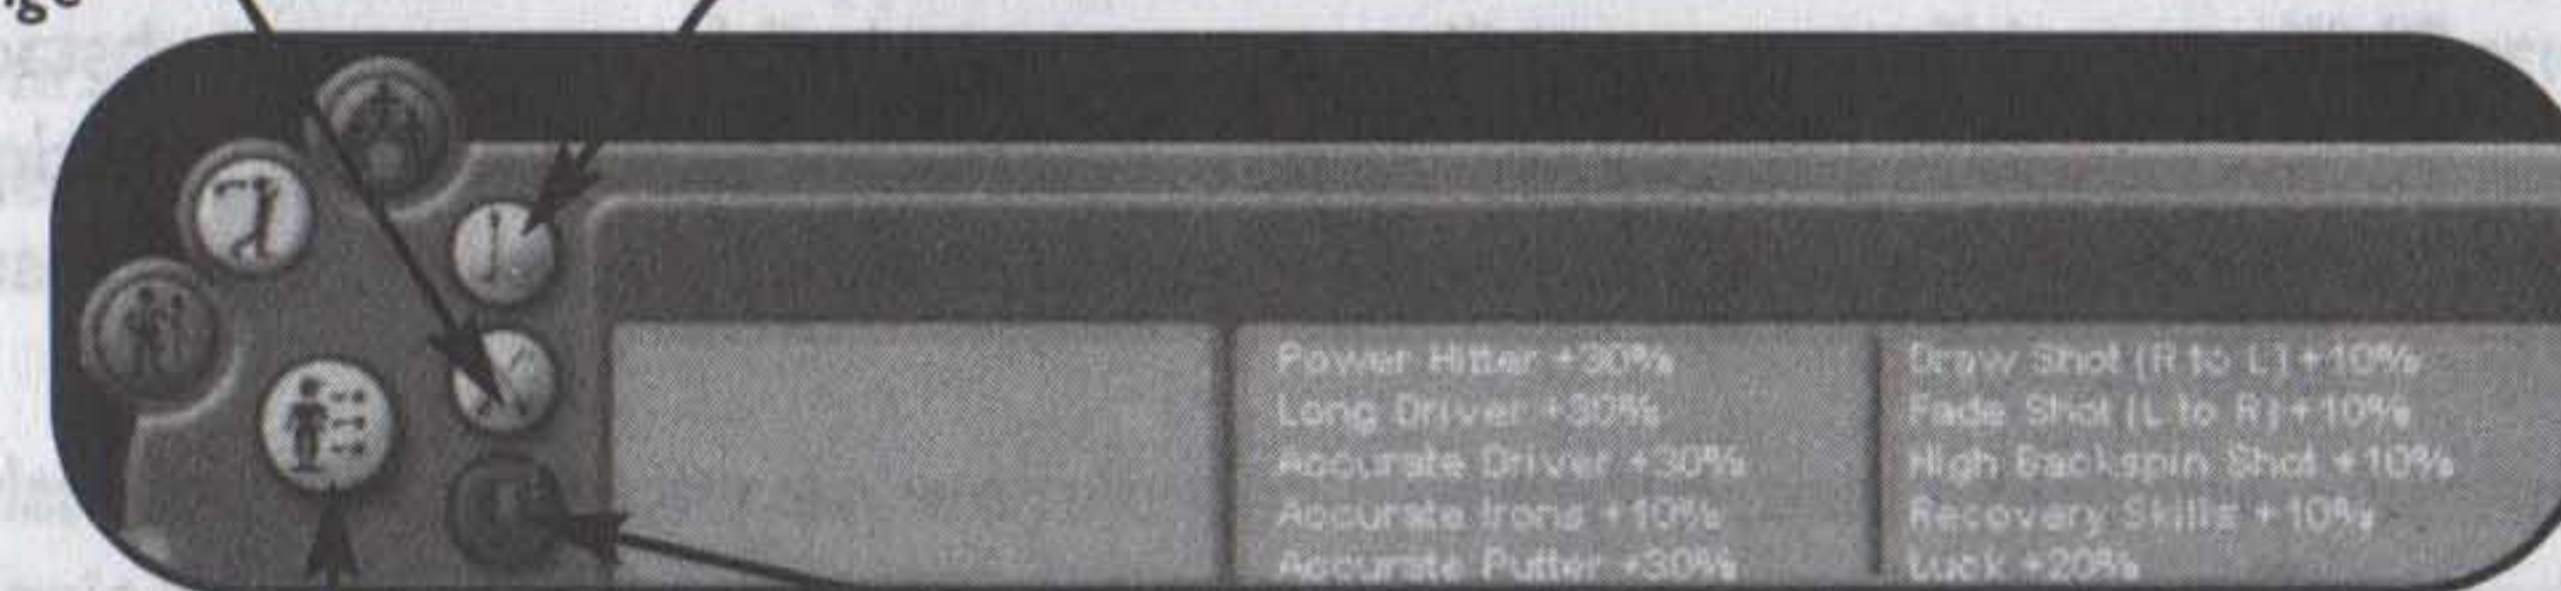 Power Hitter +30%
Long Driver +30%
Accurate Driver +30%
Accurate Irons +10%
Accurate Putter +30%
Draw Shot (R to L) +10%
Fade Shot (L to R) +10%
High Backspin Shot +10%
Recovery Skills +10%
Luck +20%